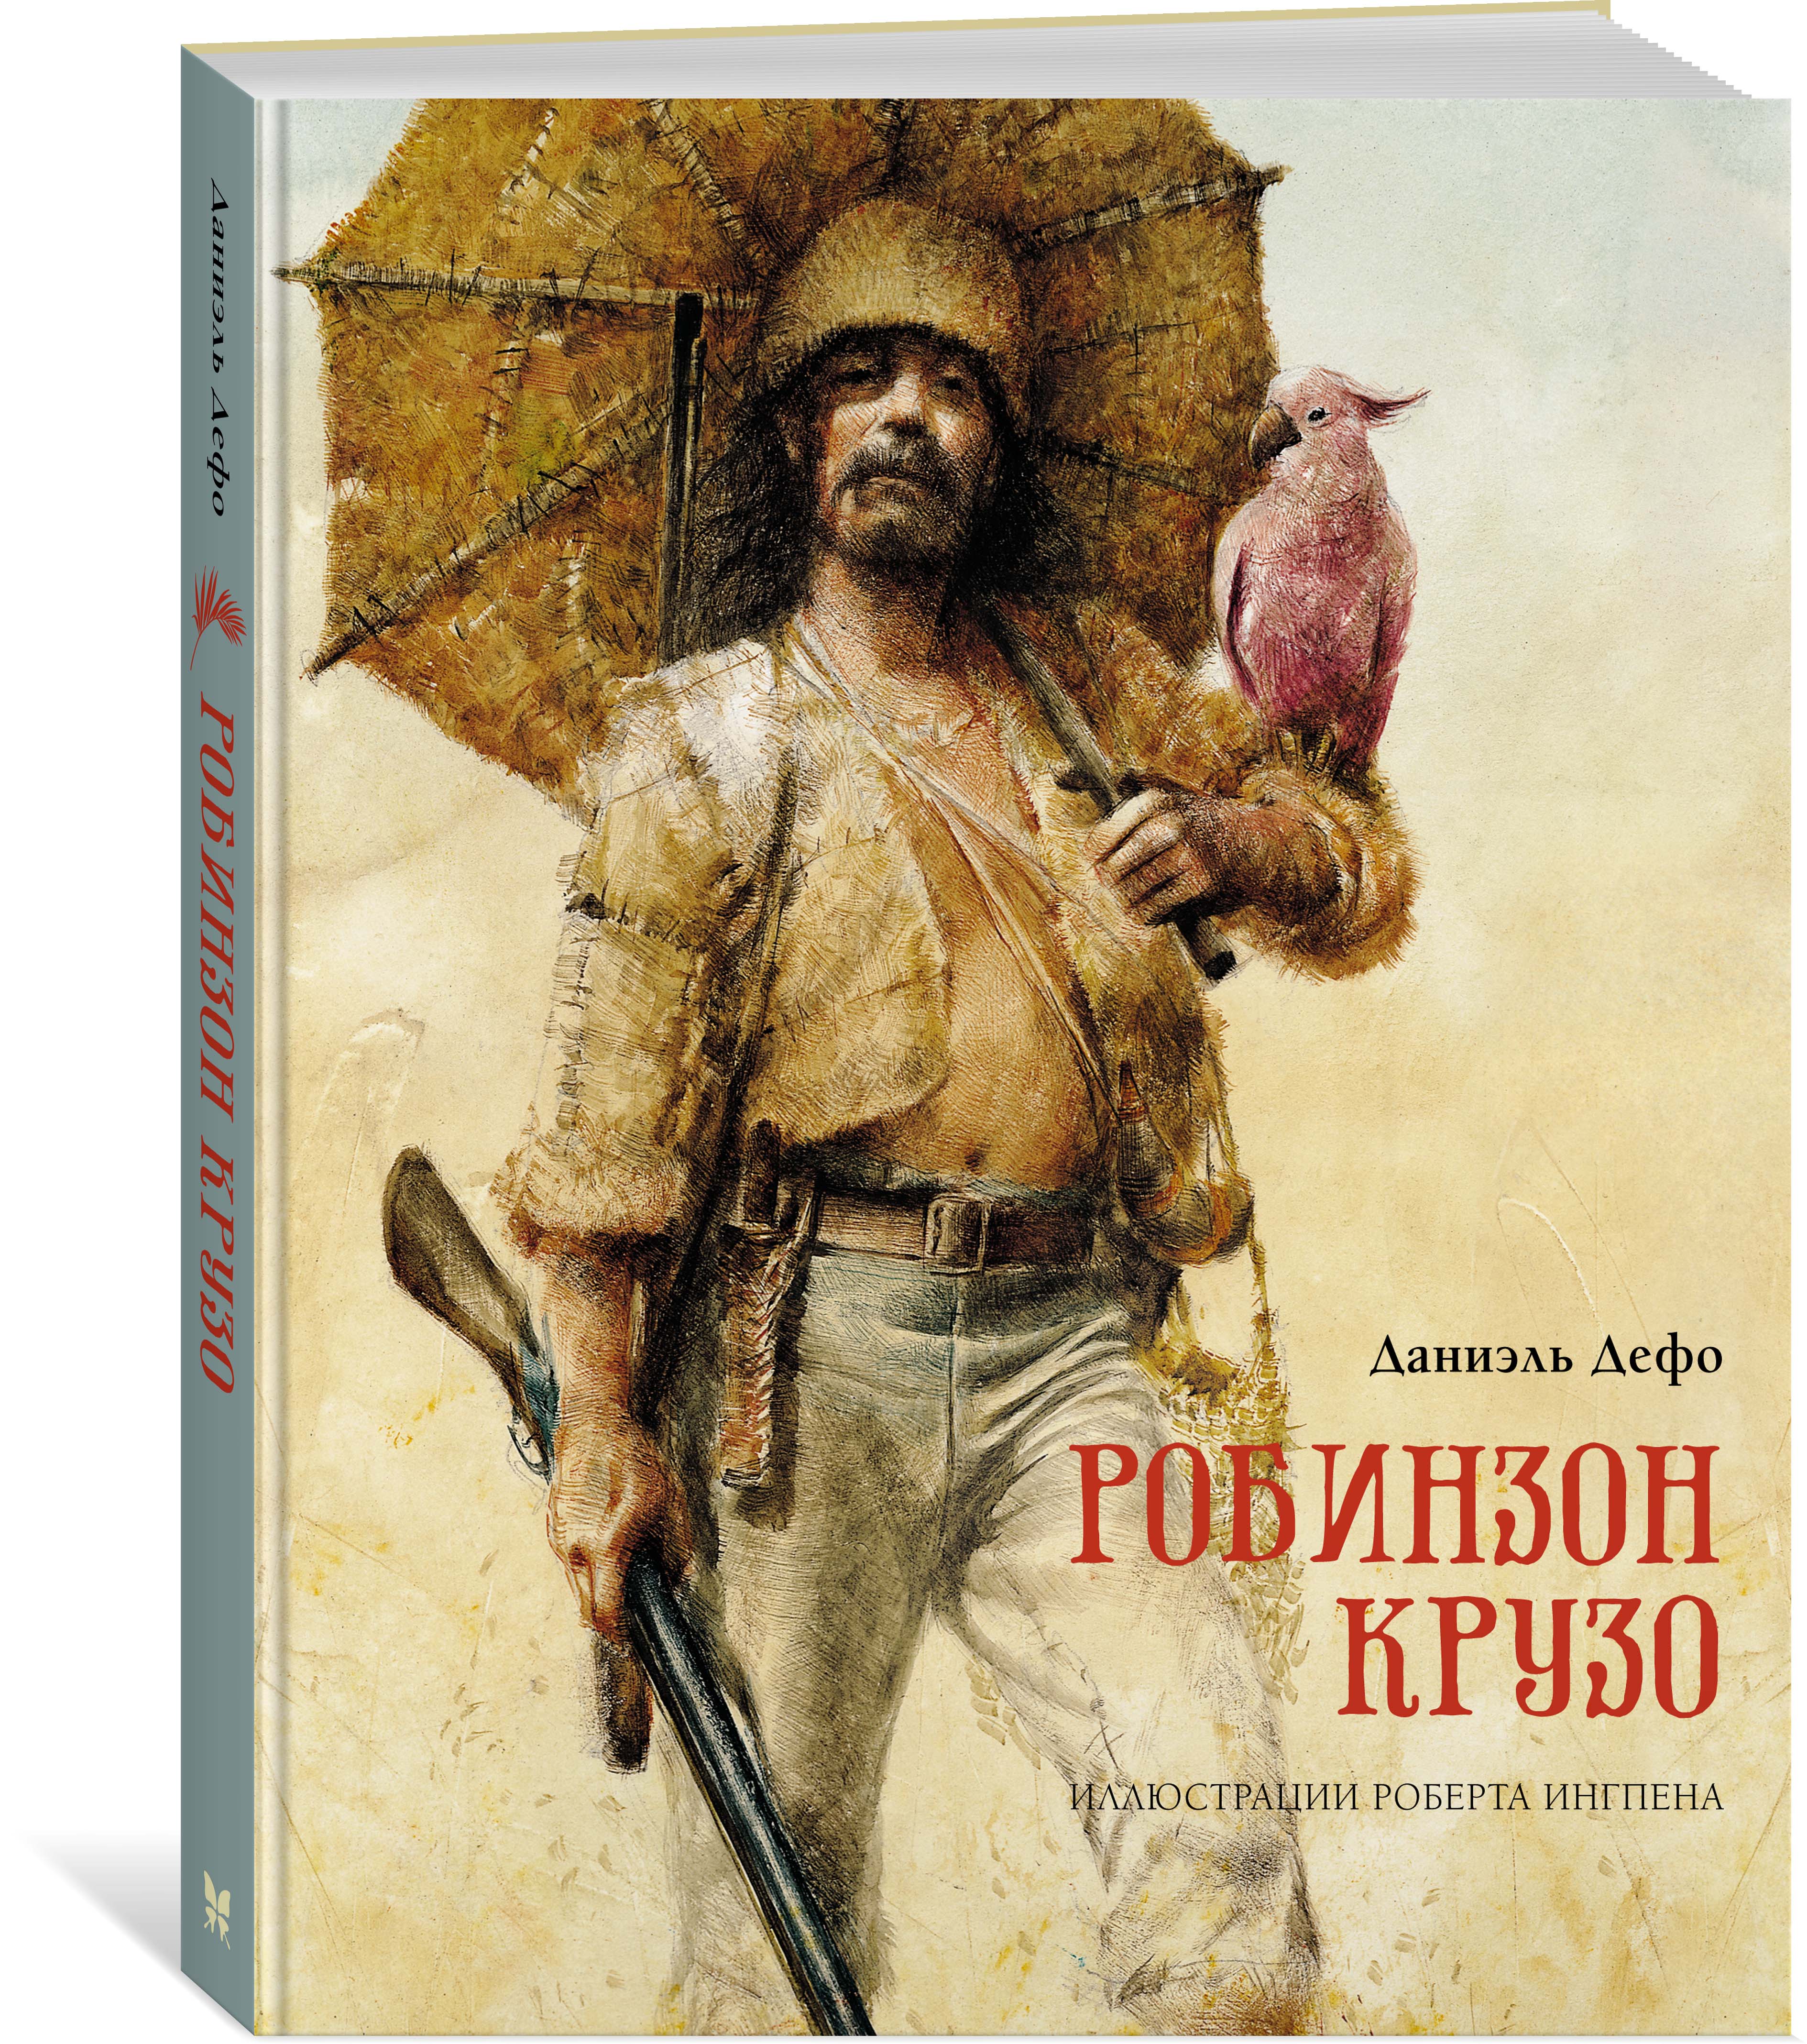 Даниэль Дефо РОБИНЗОН КРУЗО
Даниэль Дефо
РОБИНЗОН
КРУЗО
ИЛЛЮСТРАЦИИ РОБЕРТА ИНГПЕНА